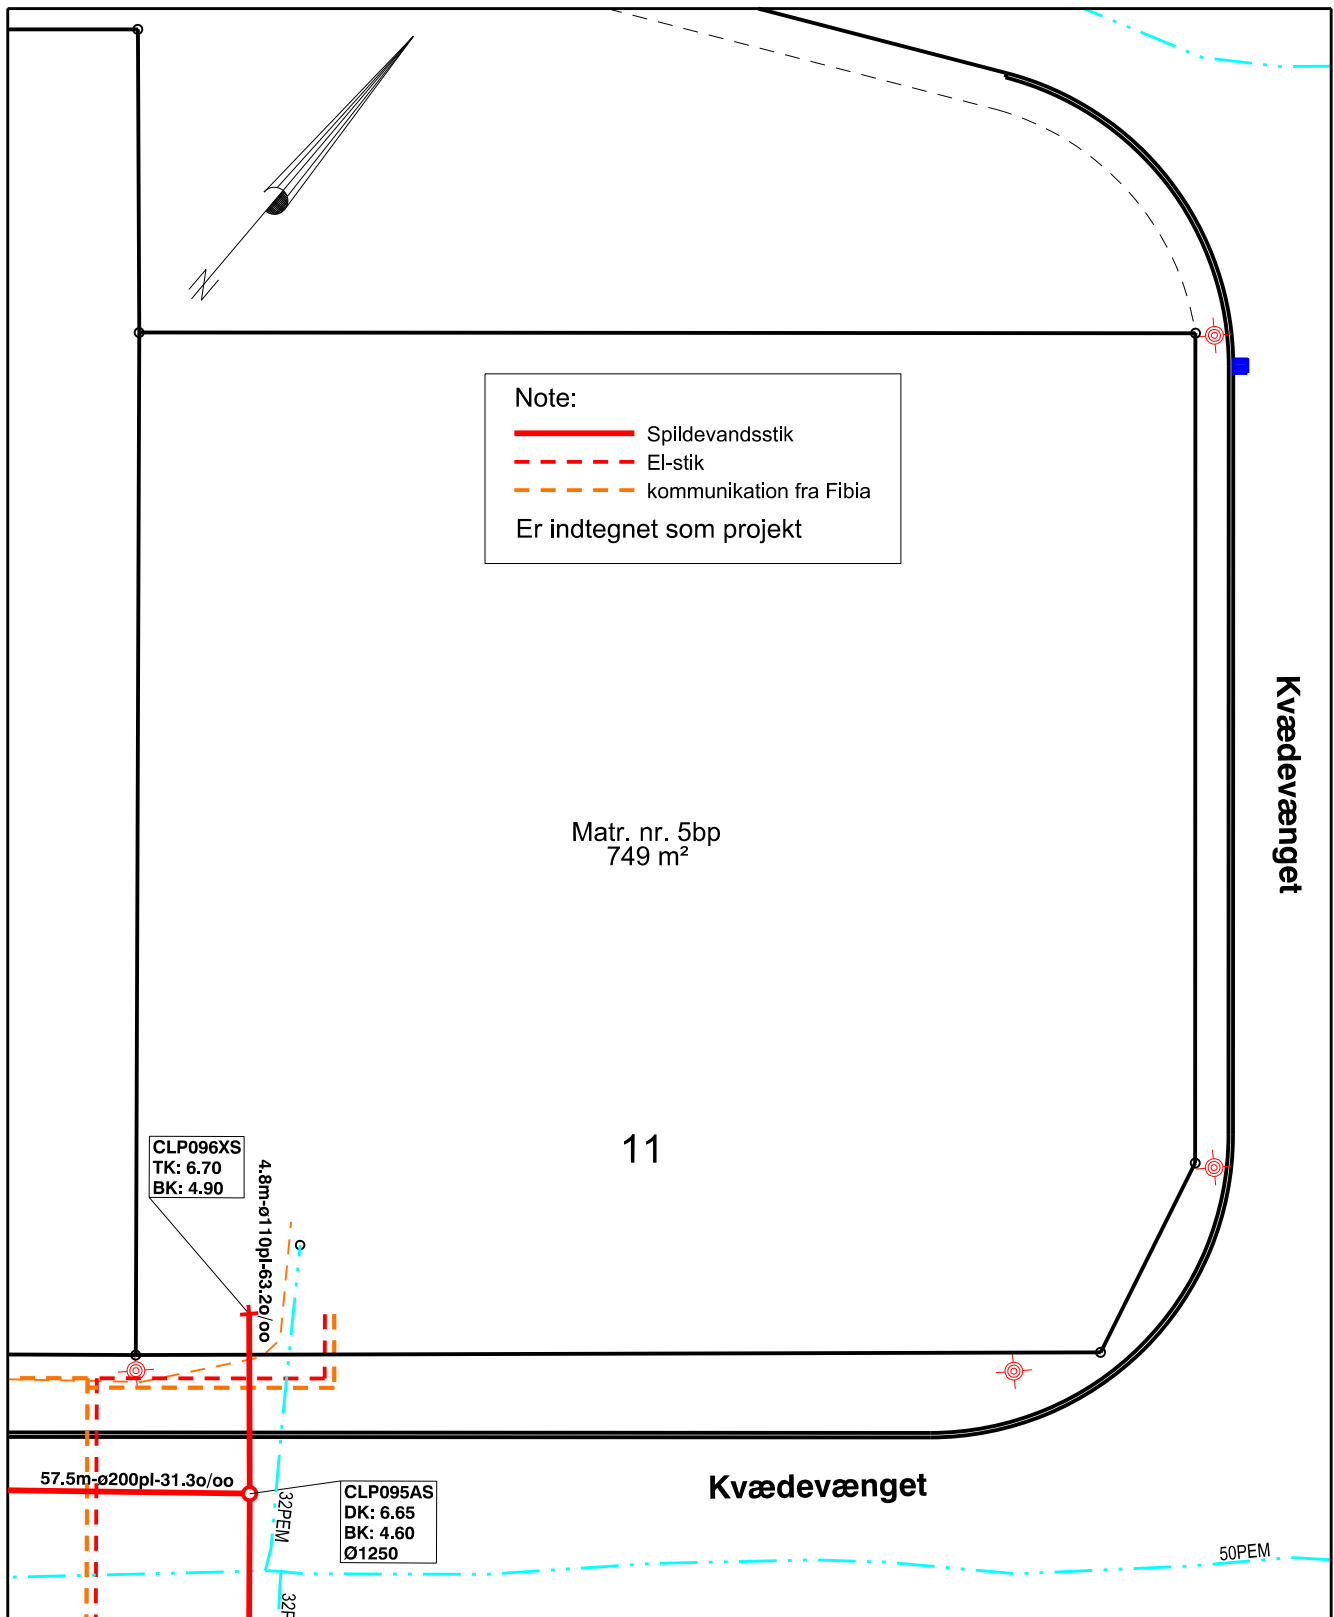 N
Note:
Spildevandsstik
El-stik
kommunikation fra Fibia
Er indtegnet som projekt
Kvædevænget
Matr. nr. 5bp
749 m²
11
CLP096XS
TK: 6.70
BK: 4.90
4.8m-ø110pl-63.2o/oo
57.5m-ø200pl-31.3o/oo
CLP095AS
DK: 6.65
BK: 4.60
Ø1250
Kvædevænget
32PEM
50PEM